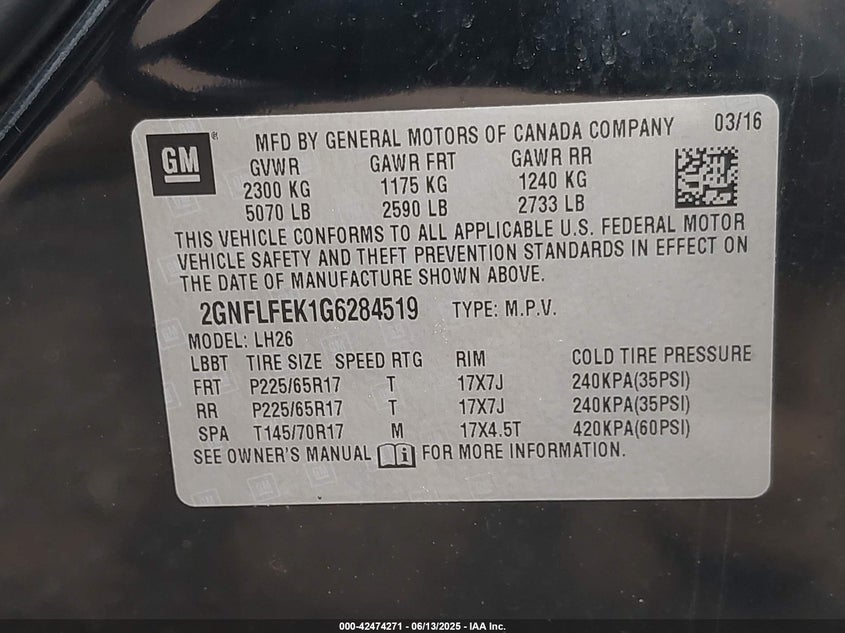 GM
MFD BY GENERAL MOTORS OF CANADA COMPANY 03/16
GVWR GAWR FRT GAWR RR
2300 KG 1175 KG 1240 KG
5070 LB 2590 LB 2733 LB
THIS VEHICLE CONFORMS TO ALL APPLICABLE U.S. FEDERAL MOTOR
VEHICLE SAFETY AND THEFT PREVENTION STANDARDS IN EFFECT ON
THE DATE OF MANUFACTURE SHOWN ABOVE.
2GNFLFEK1G6284519 TYPE: M.P.V.
MODEL: LH26
LBBT TIRE SIZE SPEED RTG RIM COLD TIRE PRESSURE
FRT P225/65R17 T 17X7J 240KPA(35PSI)
RR P225/65R17 T 17X7J 240KPA(35PSI)
SPA T145/70R17 M 17X4.5T 420KPA(60PSI)
SEE OWNER'S MANUAL FOR MORE INFORMATION.
000-42474271 - 06/13/2025 - IAA Inc.